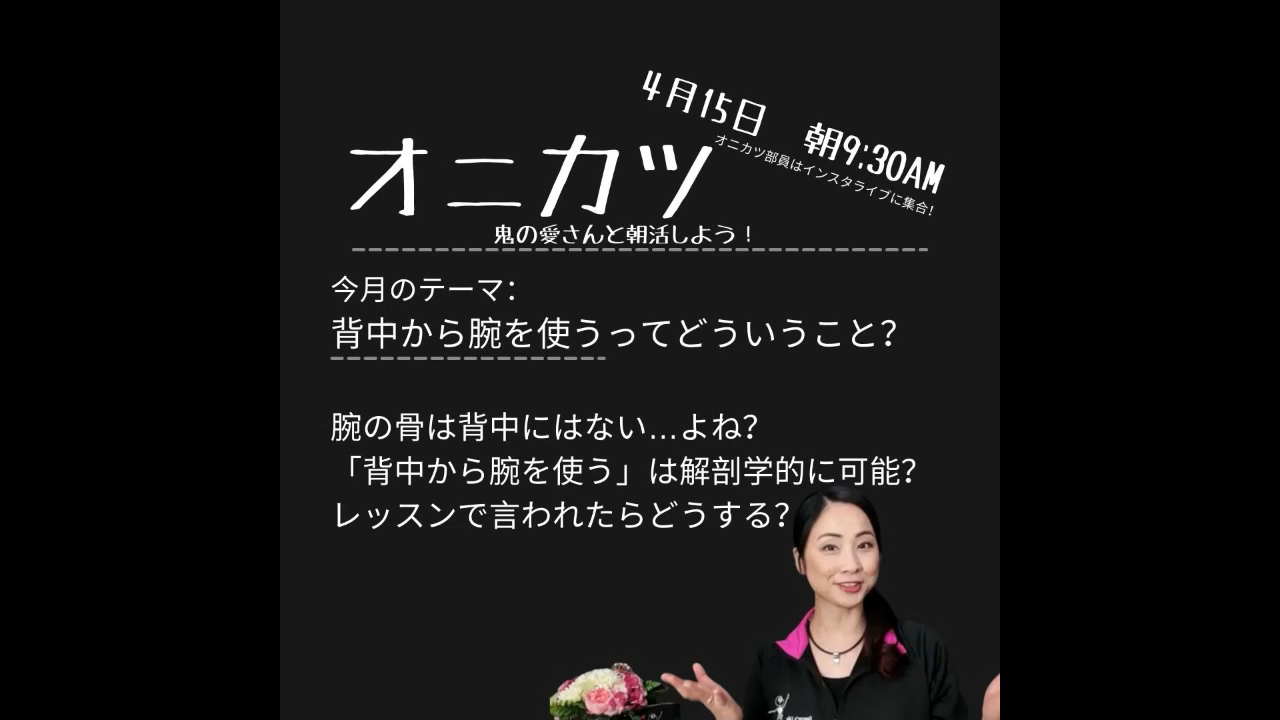 4月15日 朝9:30AM
オニカツ部員はインスタライブに集合!
オニカツ
鬼の愛さんと朝活しよう！
今月のテーマ：
背中から腕を使うってどういうこと？
腕の骨は背中にはない…よね？
「背中から腕を使う」は解剖学的に可能？
レッスンで言われたらどうする？